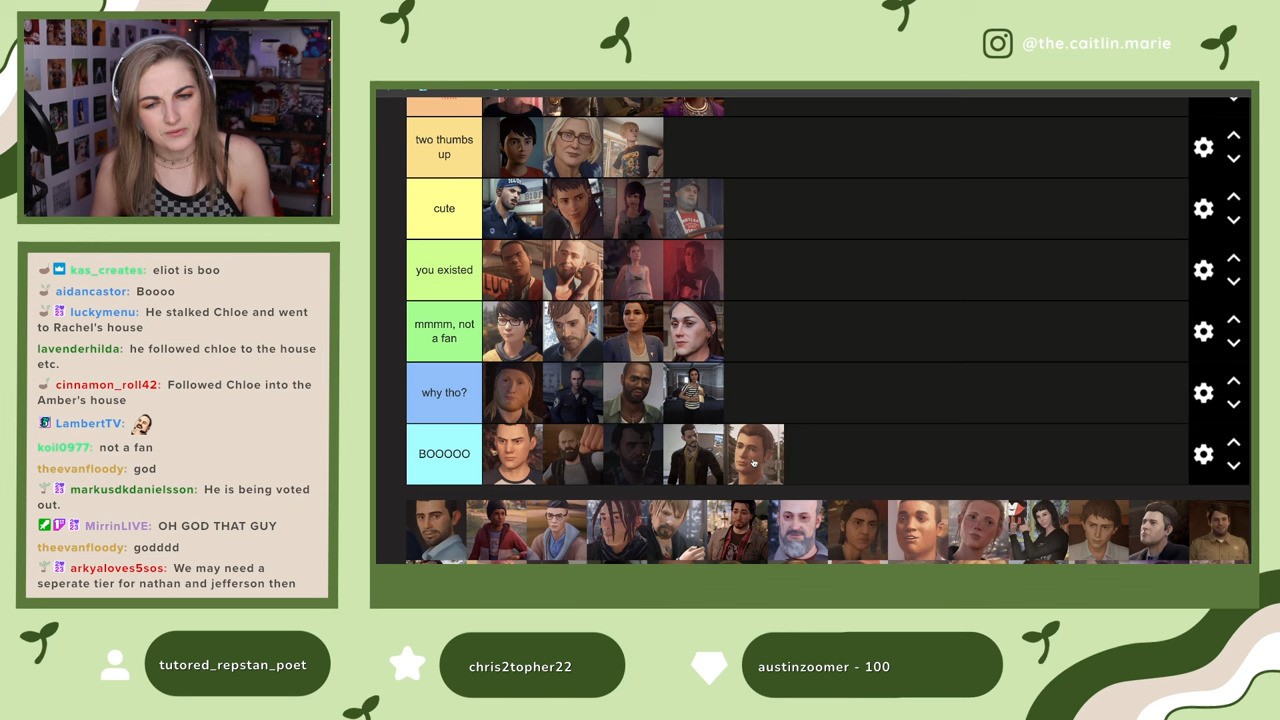 @the.caitlin.marie
two thumbs
up
cute
you existed
mmmm, not
a fan
why tho?
BOOOOO
kas_creates: eliot is boo
aidancastor: Boooo
luckymenu: He stalked Chloe and went
to Rachel's house
lavenderhilda: he followed chloe to the house
etc.
cinnamon_roll42: Followed Chloe into the
Amber's house
LambertTV:
koil0977: not a fan
theevanfloody: god
markusdkdanielsson: He is being voted
out.
MirrinLIVE: OH GOD THAT GUY
theevanfloody: godddd
arkyaloves5sos: We may need a
seperate tier for nathan and jefferson then
tutored_repstan_poet
chris2topher22
austinzoomer - 100